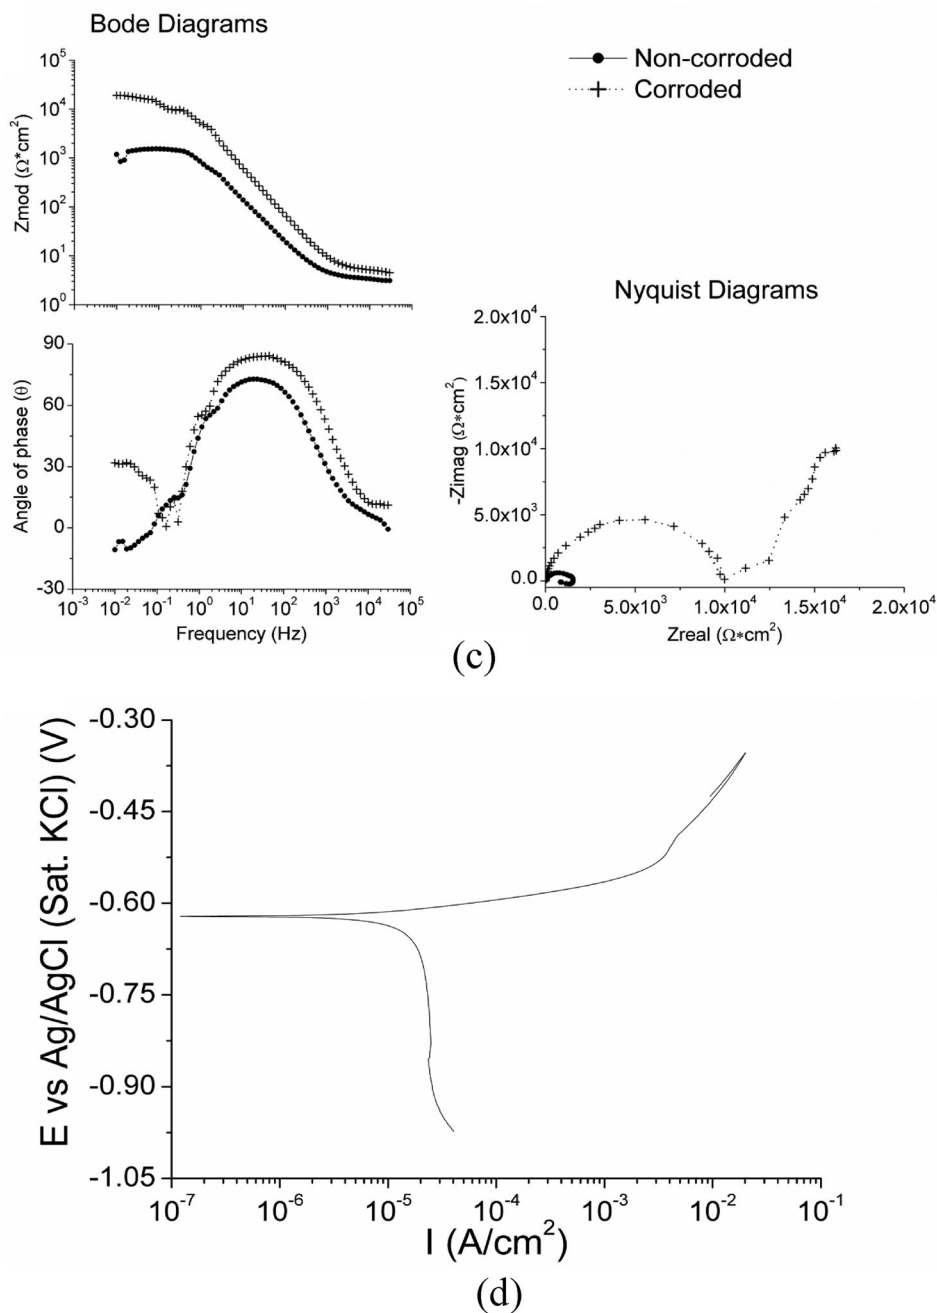 Bode Diagrams
Non-corroded
Corroded
10^5
10^4
10^3
10^2
10^1
10^0
Zmod (Ω*cm^2)
90
60
30
0
-30
Angle of phase (θ)
10^-3 10^-2 10^-1 10^0 10^1 10^2 10^3 10^4 10^5
Frequency (Hz)
Nyquist Diagrams
2.0x10^4
1.5x10^4
1.0x10^4
5.0x10^3
0.0
-Zimag (Ω*cm^2)
0.0 5.0x10^3 1.0x10^4 1.5x10^4 2.0x10^4
Zreal (Ω*cm^2)
(c)
-0.30
-0.45
-0.60
-0.75
-0.90
-1.05
E vs Ag/AgCl (Sat. KCl) (V)
10^-7 10^-6 10^-5 10^-4 10^-3 10^-2 10^-1
I (A/cm^2)
(d)